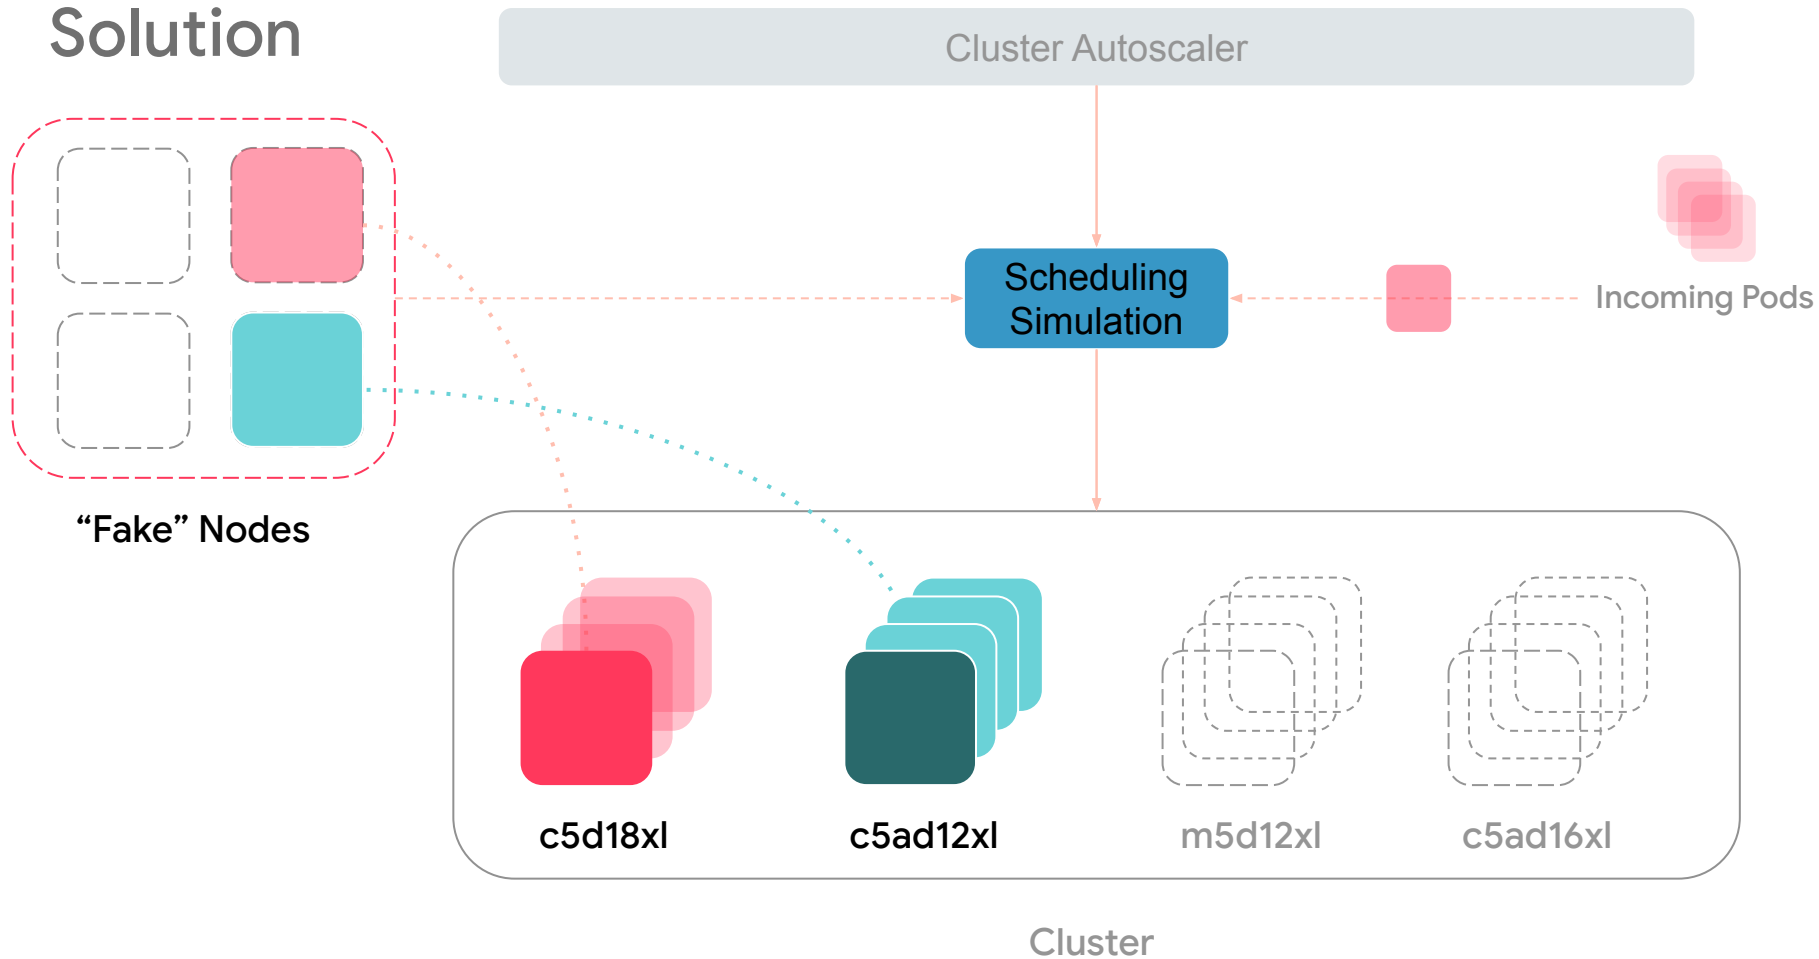 Solution
Cluster Autoscaler
Scheduling
Simulation
Incoming Pods
“Fake” Nodes
c5d18xl
c5ad12xl
m5d12xl
c5ad16xl
Cluster